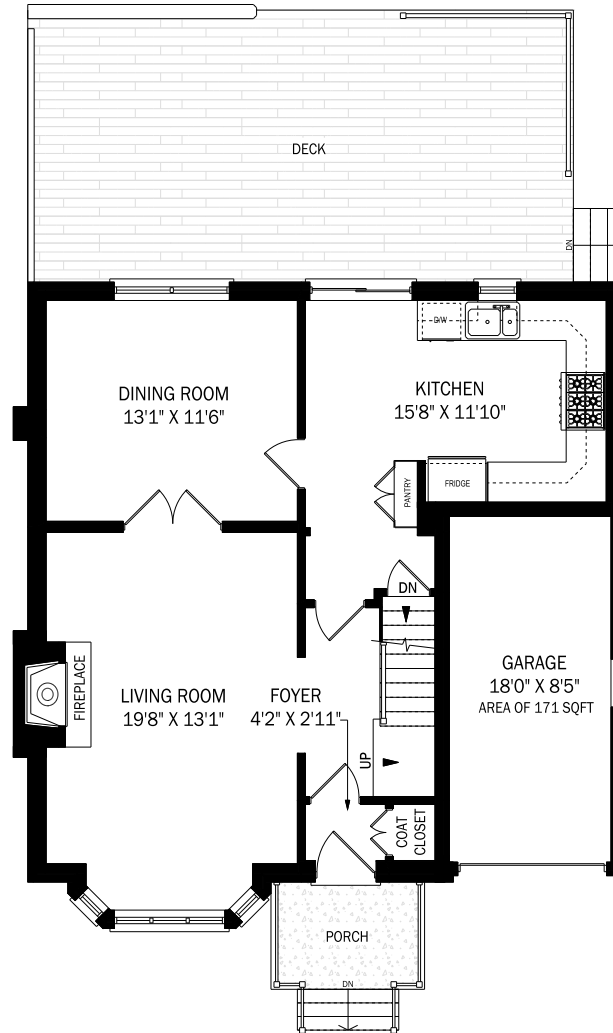 DECK
DN
D/W
DINING ROOM
13'1" X 11'6"
KITCHEN
15'8" X 11'10"
PANTRY
FRIDGE
DN
FIREPLACE
LIVING ROOM
19'8" X 13'1"
FOYER
4'2" X 2'11"
GARAGE
18'0" X 8'5"
AREA OF 171 SQFT
UP
COAT
CLOSET
PORCH
DN